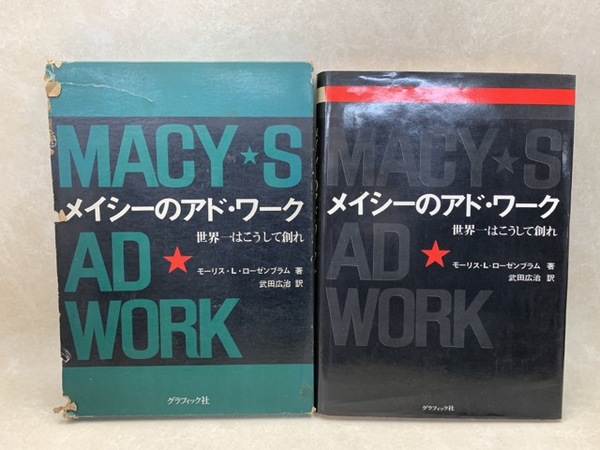 MACY★S
メイシーのアド・ワーク
世界一はこうして創れ
AD★
モーリス・L・ローゼンブラム 著
武田広治 訳
WORK
グラフィック社
MACY★S
メイシーのアド・ワーク
世界一はこうして創れ
AD★
モーリス・L・ローゼンブラム 著
武田広治 訳
WORK
グラフィック社